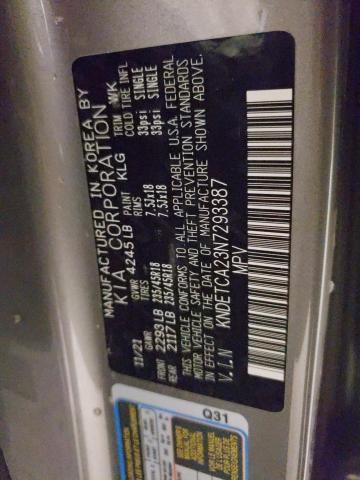 MANUFACTURED IN KOREA BY
KIA CORPORATION
11/21 GVWR 4245 LB PAINT KLG TRIM WK
GAWR TIRES RIMS COLD TIRE INFL
FRONT 2293 LB 235/45R18 7.5JX18 33psi SINGLE
REAR 2117 LB 235/45R18 7.5JX18 33psi SINGLE
THIS VEHICLE CONFORMS TO ALL APPLICABLE U.S.A. FEDERAL
MOTOR VEHICLE SAFETY AND THEFT PREVENTION STANDARDS
IN EFFECT ON THE DATE OF MANUFACTURE SHOWN ABOVE.
V.I.N KNDETCA23N7293387
MPV
Q31